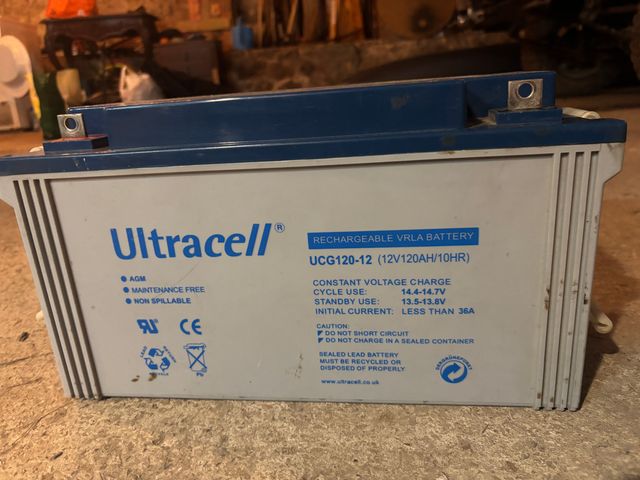 Ultracell®
AGM
MAINTENANCE FREE
NON SPILLABLE
CE
Pb
RECHARGEABLE VRLA BATTERY
UCG120-12 (12V120AH/10HR)
CONSTANT VOLTAGE CHARGE
CYCLE USE: 14.4-14.7V
STANDBY USE: 13.5-13.8V
INITIAL CURRENT: LESS THAN 36A
CAUTION:
DO NOT SHORT CIRCUIT
DO NOT CHARGE IN A SEALED CONTAINER
SEALED LEAD BATTERY
MUST BE RECYCLED OR
DISPOSED OF PROPERLY
www.ultracell.co.uk
DERGRÜNEPUNKT